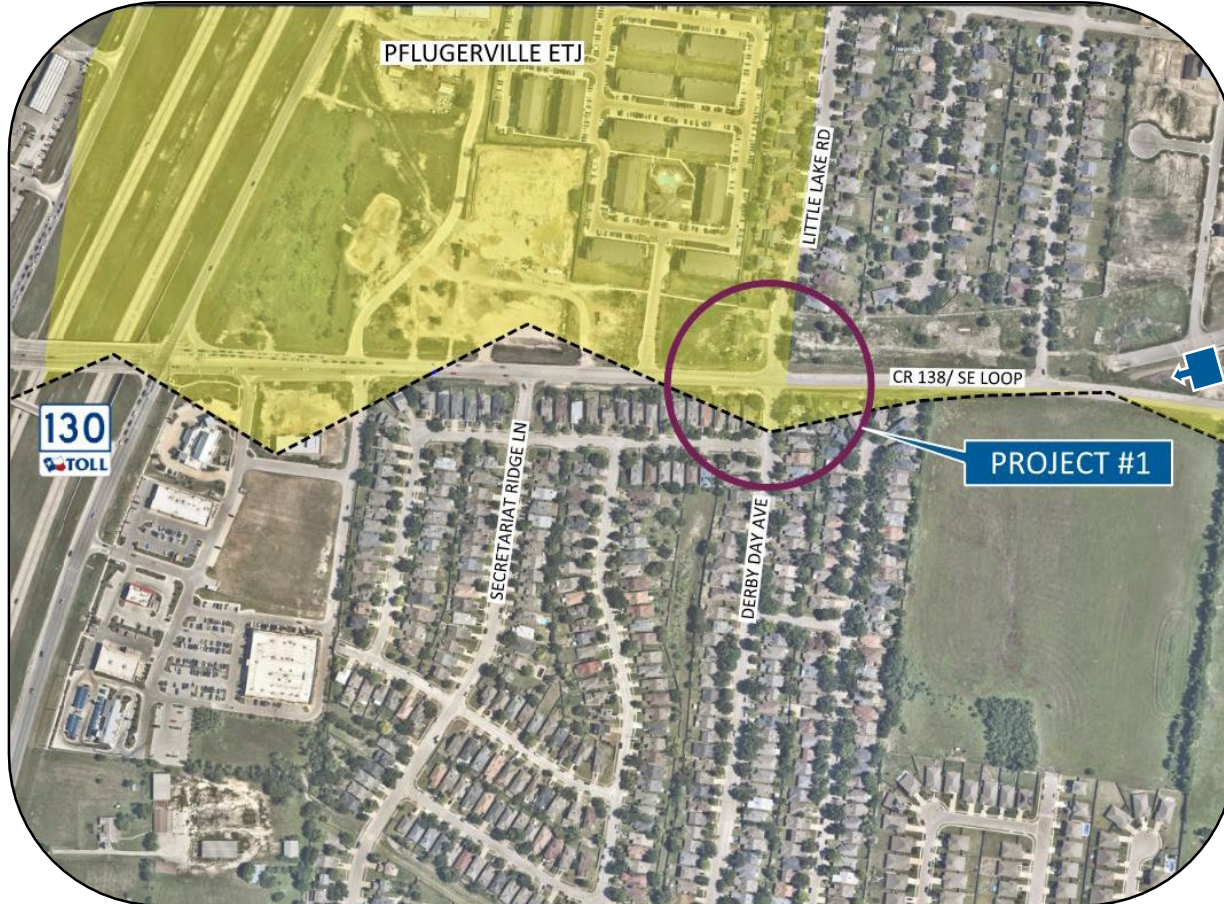 PFLUGERVILLE ETJ
LITTLE LAKE RD
CR 138/ SE LOOP
130
TOLL
PROJECT #1
SECRETARIAT RIDGE LN
DERBY DAY AVE